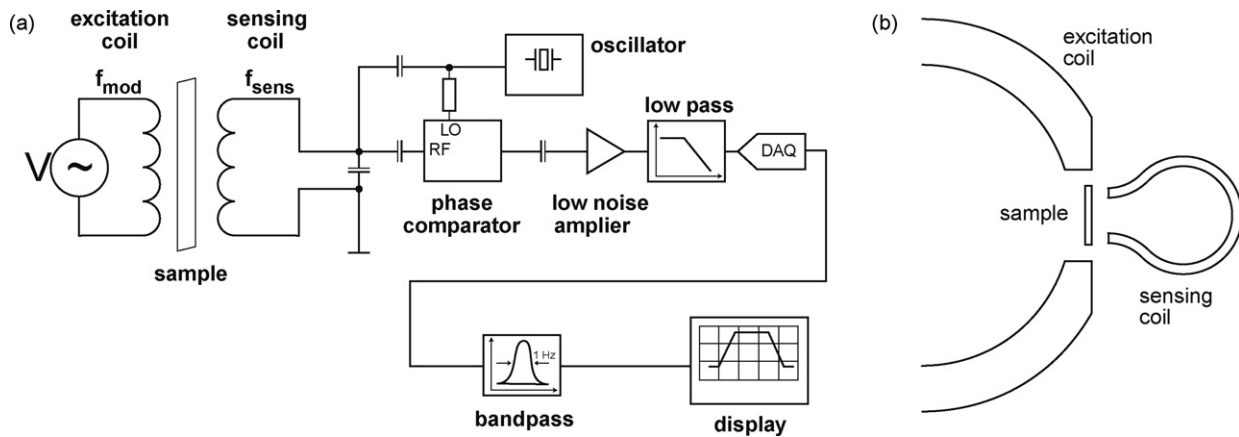 (a)
excitation
coil
sensing
coil
f_mod
f_sens
V
~
sample
oscillator
LO
RF
phase
comparator
low noise
amplier
low pass
DAQ
1 Hz
bandpass
display
(b)
excitation
coil
sample
sensing
coil